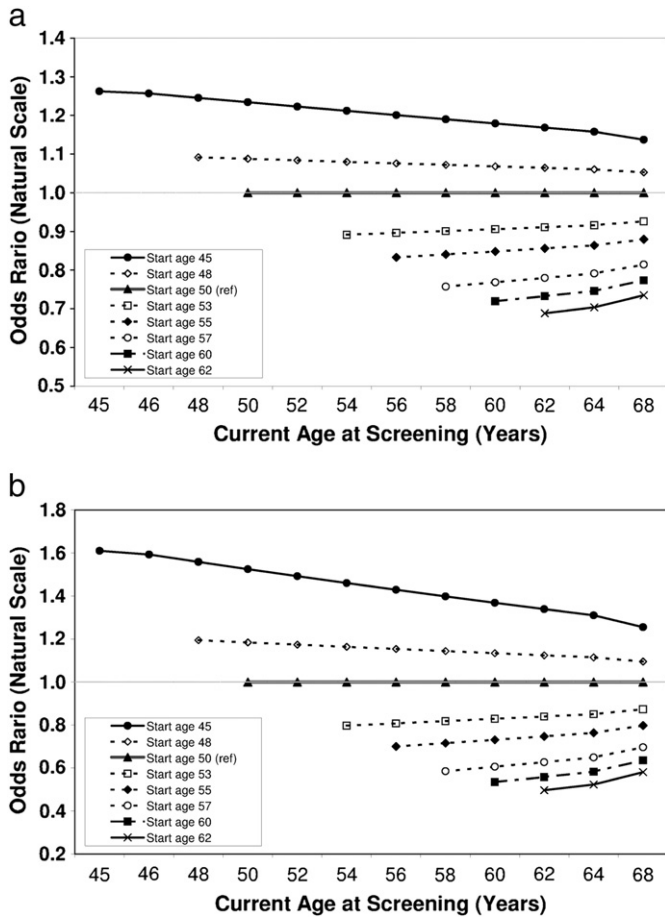 a
1.4
1.3
1.2
1.1
1.0
0.9
0.8
0.7
0.6
0.5
Odds Rario (Natural Scale)
Start age 45
Start age 48
Start age 50 (ref)
Start age 53
Start age 55
Start age 57
Start age 60
Start age 62
45 46 48 50 52 54 56 58 60 62 64 68
Current Age at Screening (Years)
b
1.8
1.6
1.4
1.2
1.0
0.8
0.6
0.4
0.2
Odds Rario (Natural Scale)
Start age 45
Start age 48
Start age 50 (ref)
Start age 53
Start age 55
Start age 57
Start age 60
Start age 62
45 46 48 50 52 54 56 58 60 62 64 68
Current Age at Screening (Years)